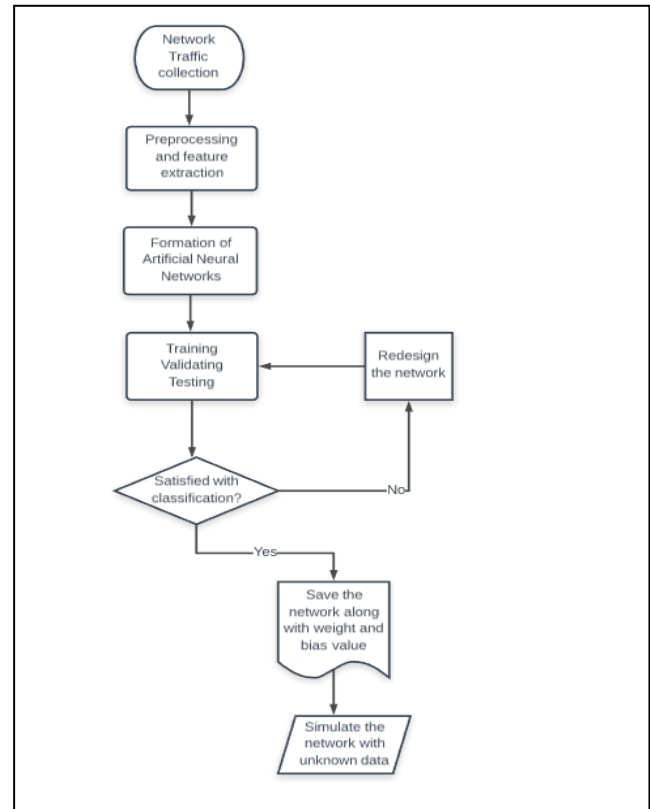 Network
Traffic
collection
Preprocessing
and feature
extraction
Formation of
Artificial Neural
Networks
Training
Validating
Testing
Redesign
the network
Satisfied with
classification?
No
Yes
Save the
network along
with weight and
bias value
Simulate the
network with
unknown data